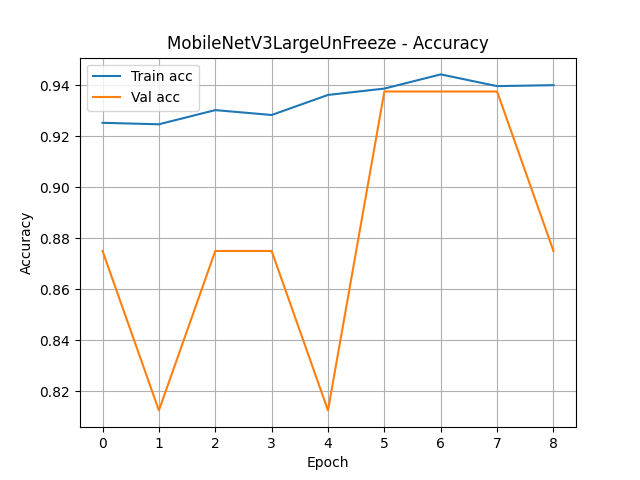 MobileNetV3LargeUnFreeze - Accuracy
Train acc
Val acc
0.94
0.92
0.90
0.88
0.86
0.84
0.82
Accuracy
0 1 2 3 4 5 6 7 8
Epoch